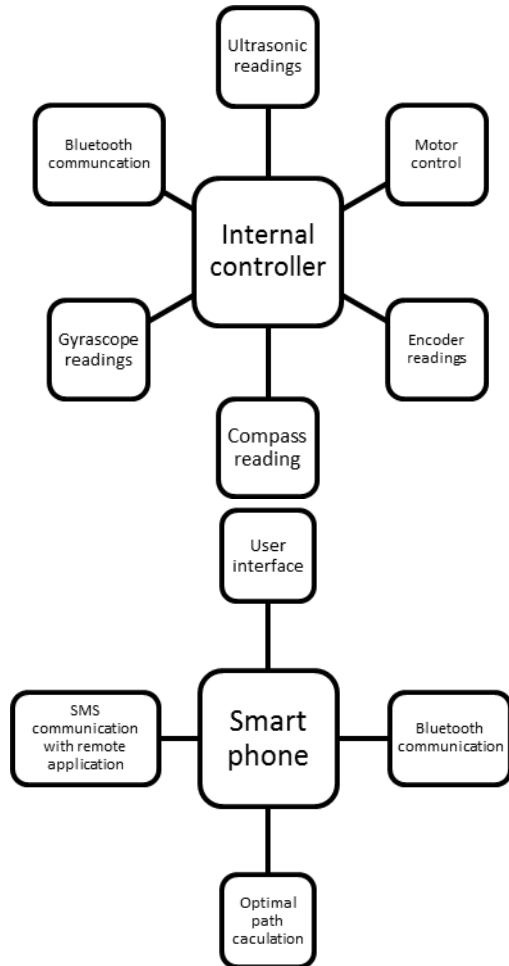 Ultrasonic
readings
Bluetooth
communcation
Motor
control
Internal
controller
Gyrascope
readings
Encoder
readings
Compass
reading
User
interface
SMS
communication
with remote
application
Smart
phone
Bluetooth
communication
Optimal
path
caculation